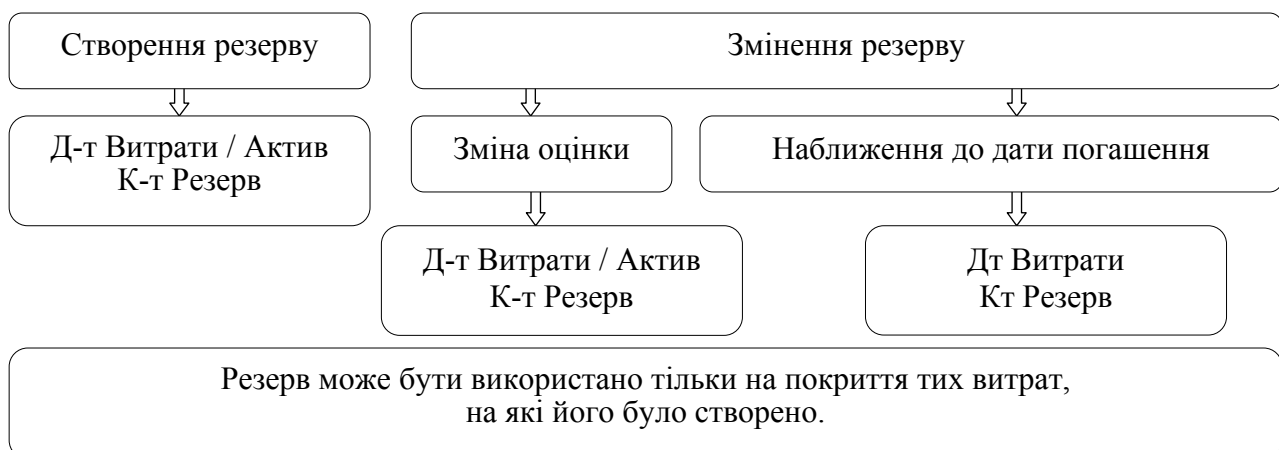 Створення резерву
Змінення резерву
Д-т Витрати / Актив
К-т Резерв
Зміна оцінки
Наближення до дати погашення
Д-т Витрати / Актив
К-т Резерв
Дт Витрати
Кт Резерв
Резерв може бути використано тільки на покриття тих витрат,
на які його було створено.